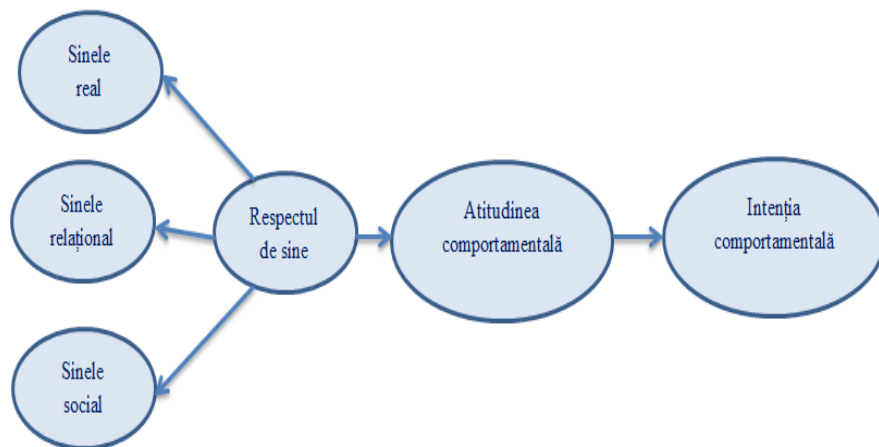 Sinele
real
Sinele
relațional
Sinele
social
Respectul
de sine
Atitudinea
comportamentală
Intenția
comportamentală